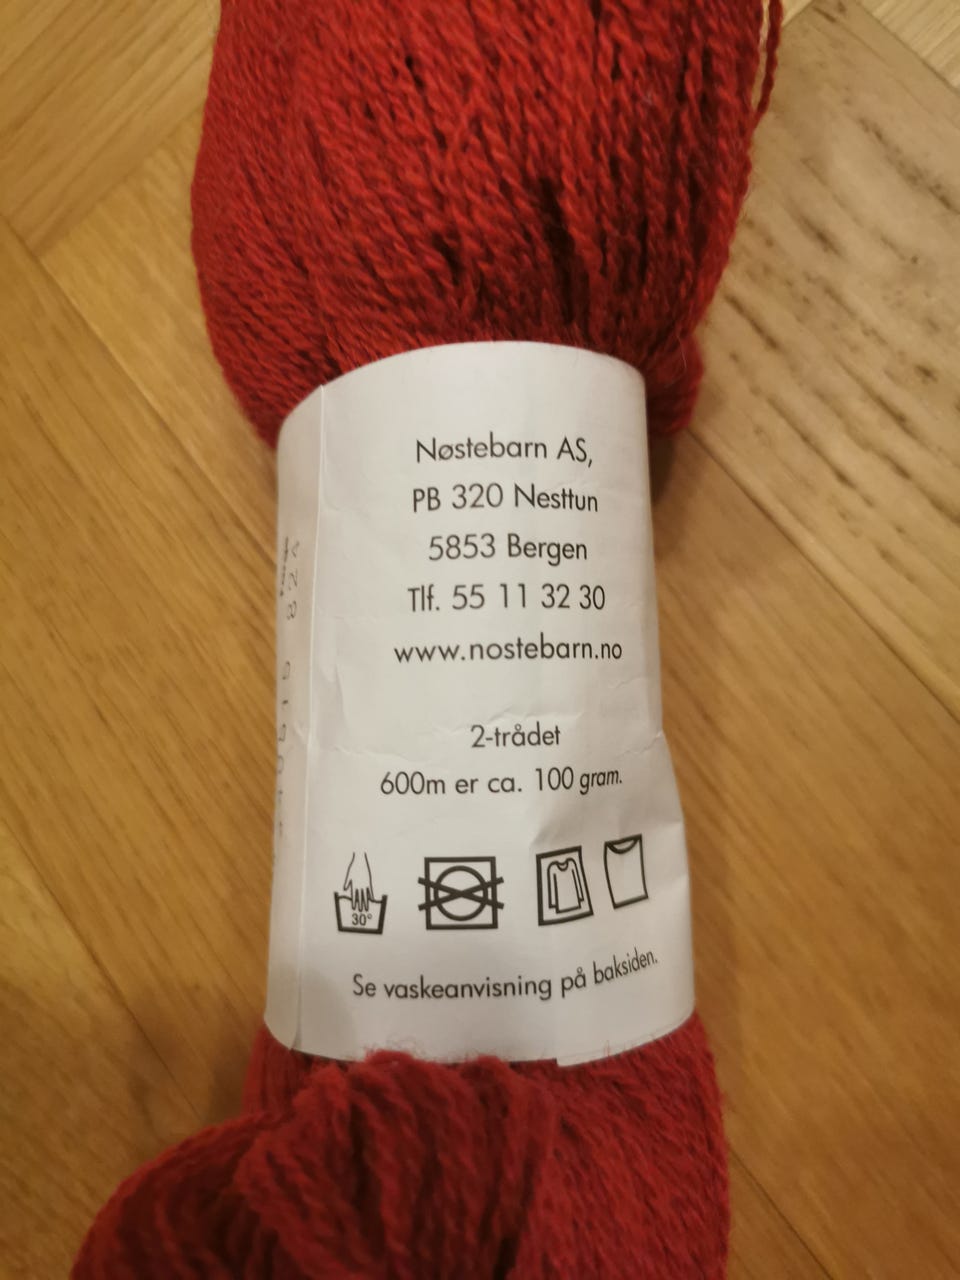 Nøstebarn AS,
PB 320 Nesttun
5853 Bergen
Tlf. 55 11 32 30
www.nostebarn.no
2-trådet
600m er ca. 100 gram.
30°
Se vaskeanvisning på baksiden.